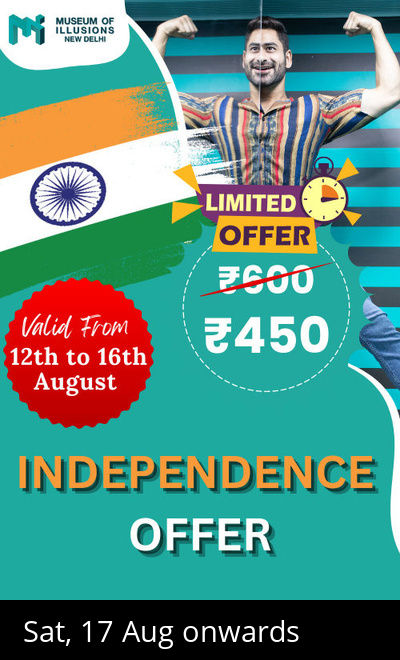 MUSEUM OF
ILLUSIONS
NEW DELHI
LIMITED
OFFER
₹600
₹450
Valid From
12th to 16th
August
INDEPENDENCE
OFFER
Sat, 17 Aug onwards